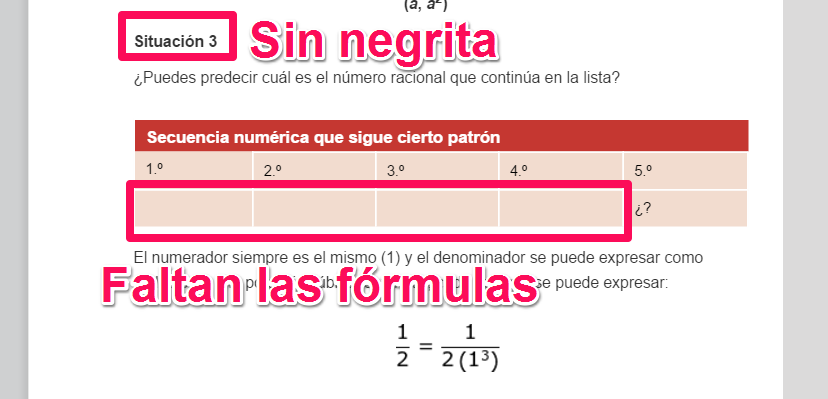 (a, a²)
Situación 3 Sin negrita
¿Puedes predecir cuál es el número racional que continúa en la lista?
Secuencia numérica que sigue cierto patrón
1.º 2.º 3.º 4.º 5.º
¿?
El numerador siempre es el mismo (1) y el denominador se puede expresar como
Faltan las fórmulas
se puede expresar:
1/2 = 1/2 (1³)